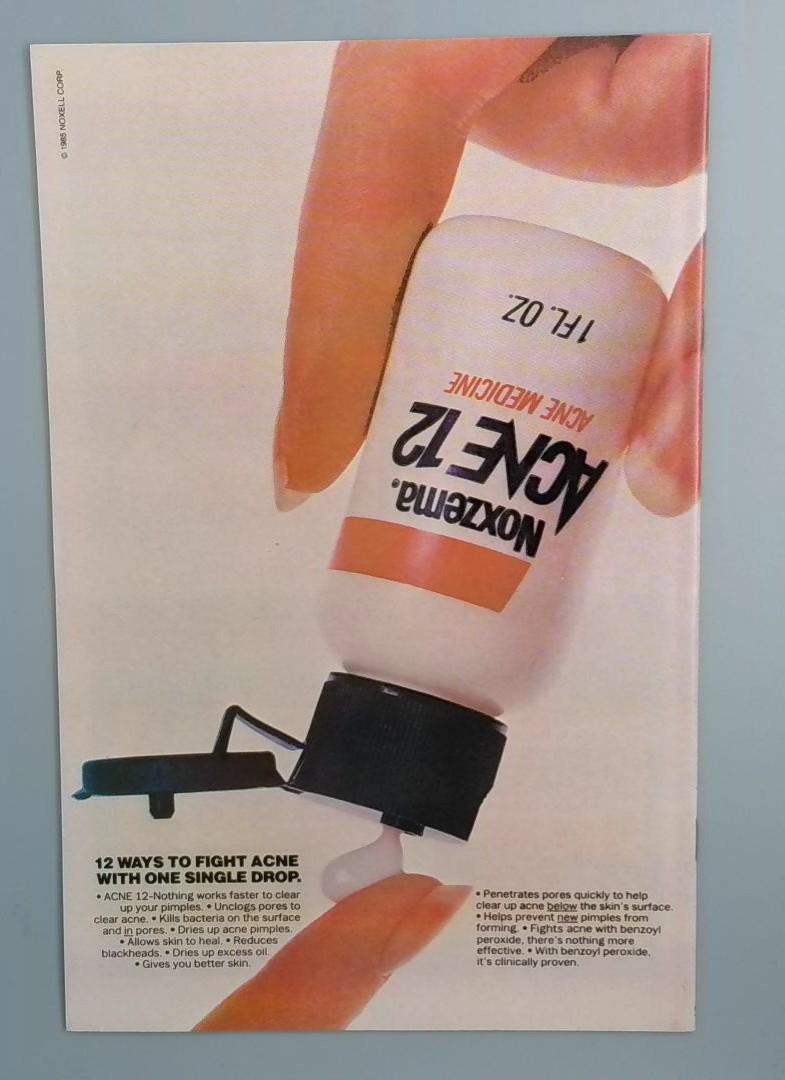 © 1985 NOXELL CORP.
1 FL. OZ.
ACNE MEDICINE
ACNE 12
Noxzema.
12 WAYS TO FIGHT ACNE
WITH ONE SINGLE DROP.
• ACNE 12–Nothing works faster to clear
up your pimples. • Unclogs pores to
clear acne. • Kills bacteria on the surface
and in pores. • Dries up acne pimples.
• Allows skin to heal. • Reduces
blackheads. • Dries up excess oil.
• Gives you better skin.
• Penetrates pores quickly to help
clear up acne below the skin's surface.
• Helps prevent new pimples from
forming. • Fights acne with benzoyl
peroxide, there's nothing more
effective. • With benzoyl peroxide,
it's clinically proven.